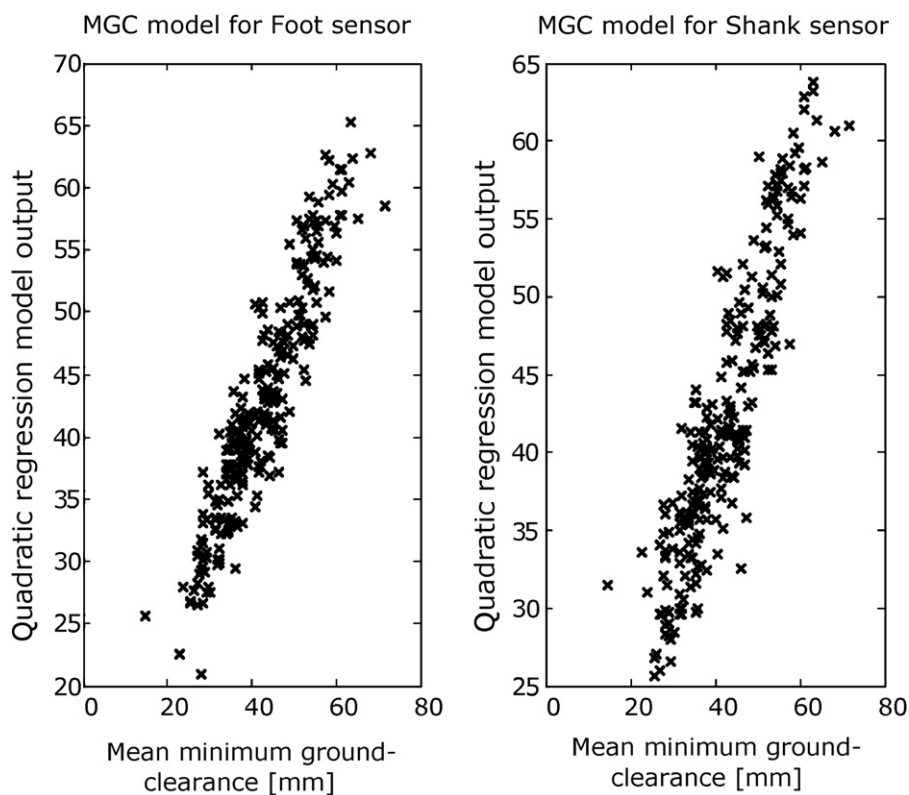 MGC model for Foot sensor
Quadratic regression model output
70
65
60
55
50
45
40
35
30
25
20
0 20 40 60 80
Mean minimum ground-
clearance [mm]
MGC model for Shank sensor
Quadratic regression model output
65
60
55
50
45
40
35
30
25
0 20 40 60 80
Mean minimum ground-
clearance [mm]